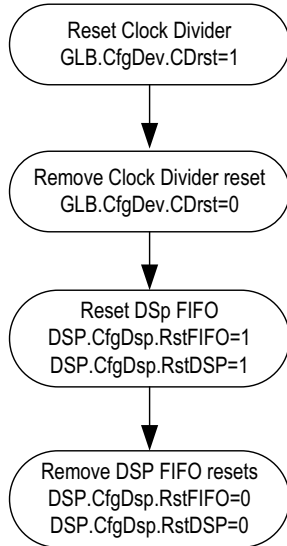 Reset Clock Divider
GLB.CfgDev.CDrst=1
Remove Clock Divider reset
GLB.CfgDev.CDrst=0
Reset DSp FIFO
DSP.CfgDsp.RstFIFO=1
DSP.CfgDsp.RstDSP=1
Remove DSP FIFO resets
DSP.CfgDsp.RstFIFO=0
DSP.CfgDsp.RstDSP=0